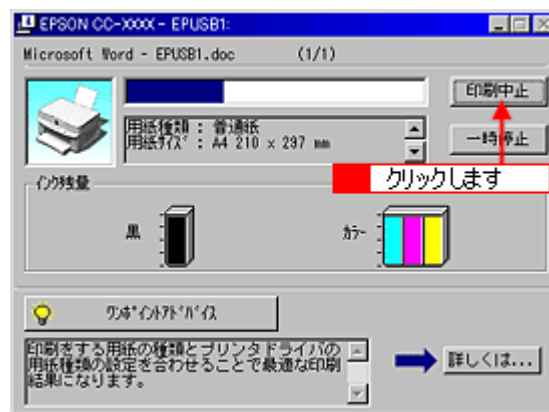 EPSON CC-XXXX - EPUSB1:
Microsoft Word - EPUSB1.doc (1/1)
印刷中止
用紙種類 : 普通紙
用紙ｻｲｽﾞ : A4 210 × 297 mm
一時停止
クリックします
ｲﾝｸ残量
黒
ｶﾗｰ
ﾜﾝﾎﾟｲﾝﾄｱﾄﾞﾊﾞｲｽ
印刷をする用紙の種類とプリンタドライバの
用紙種類の設定を合わせることで最適な印刷
結果になります。
詳しくは...